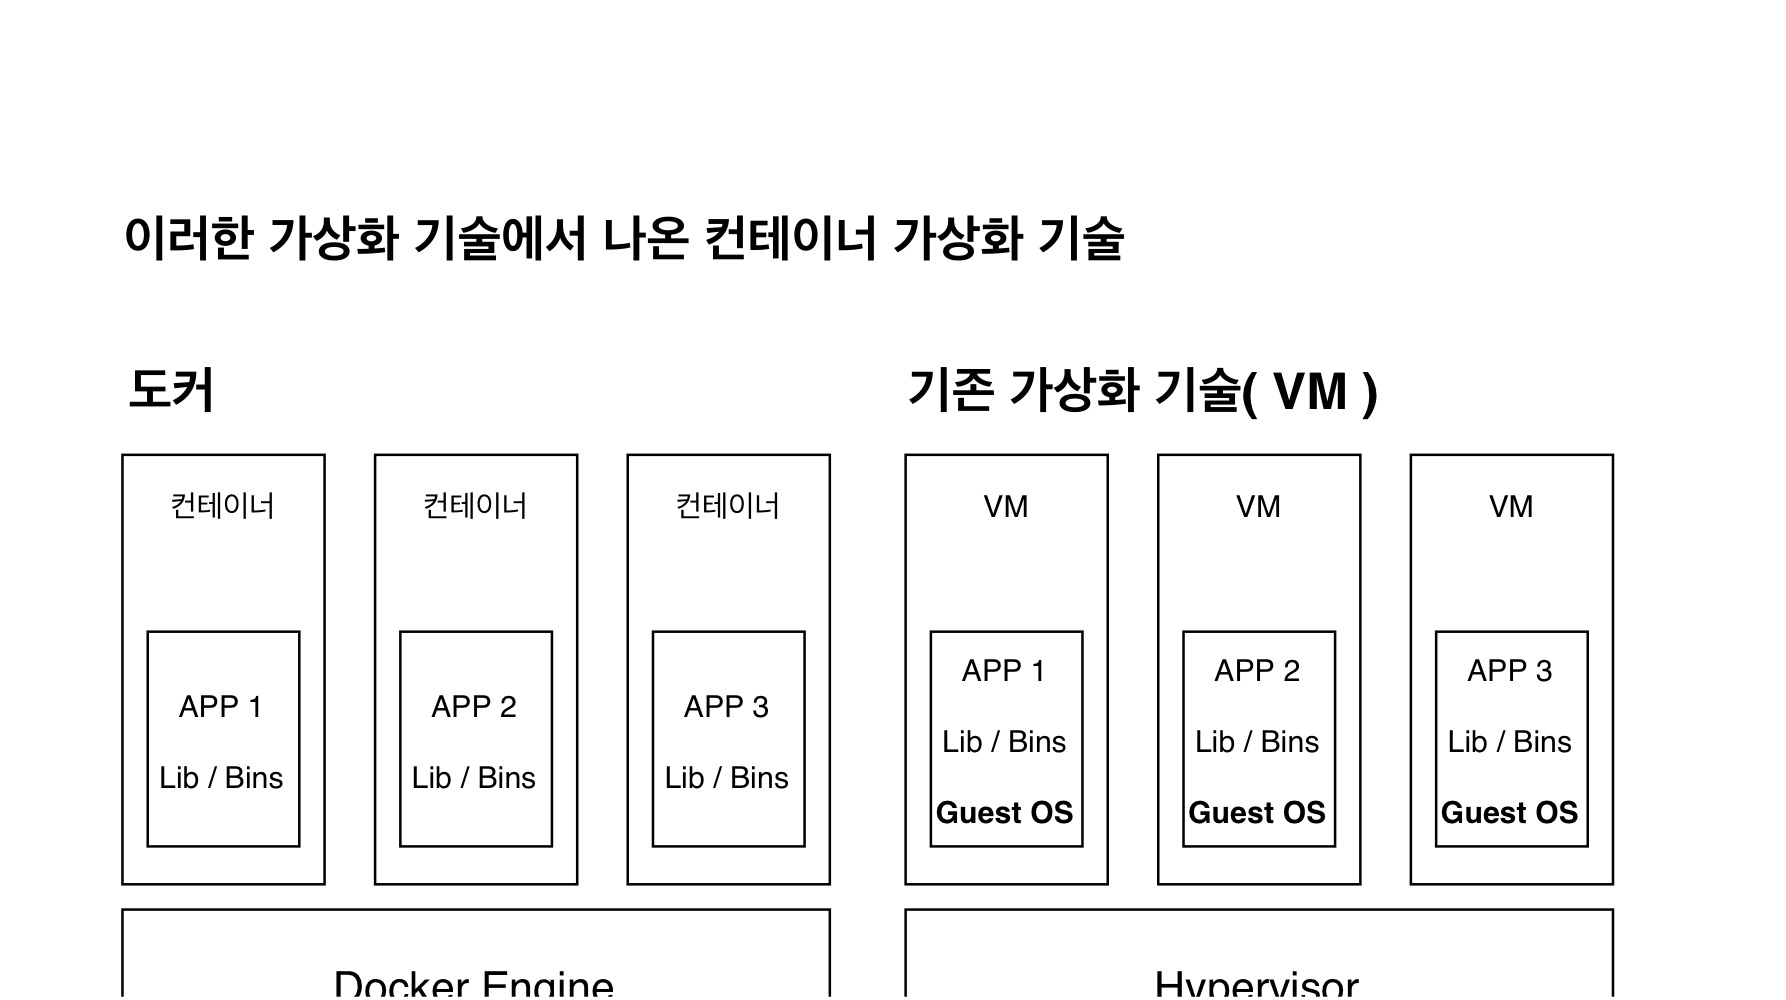 이러한 가상화 기술에서 나온 컨테이너 가상화 기술
도커
컨테이너
컨테이너
컨테이너
APP 1
Lib / Bins
APP 2
Lib / Bins
APP 3
Lib / Bins
Docker Engine
기존 가상화 기술( VM )
VM
VM
VM
APP 1
Lib / Bins
Guest OS
APP 2
Lib / Bins
Guest OS
APP 3
Lib / Bins
Guest OS
Hypervisor